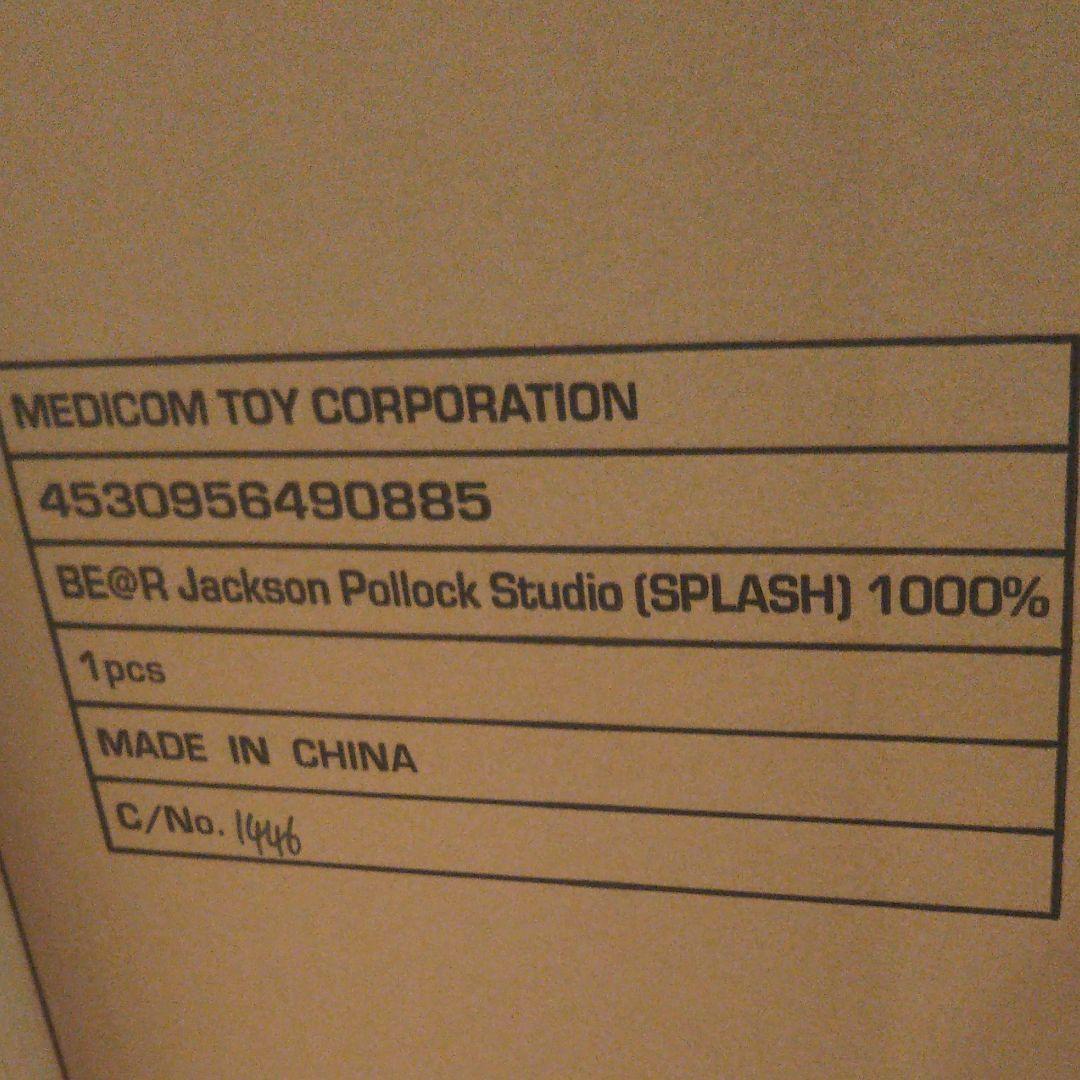 MEDICOM TOY CORPORATION
4530956490885
BE@R Jackson Pollock Studio (SPLASH) 1000%
1pcs
MADE IN CHINA
C/No. 1446